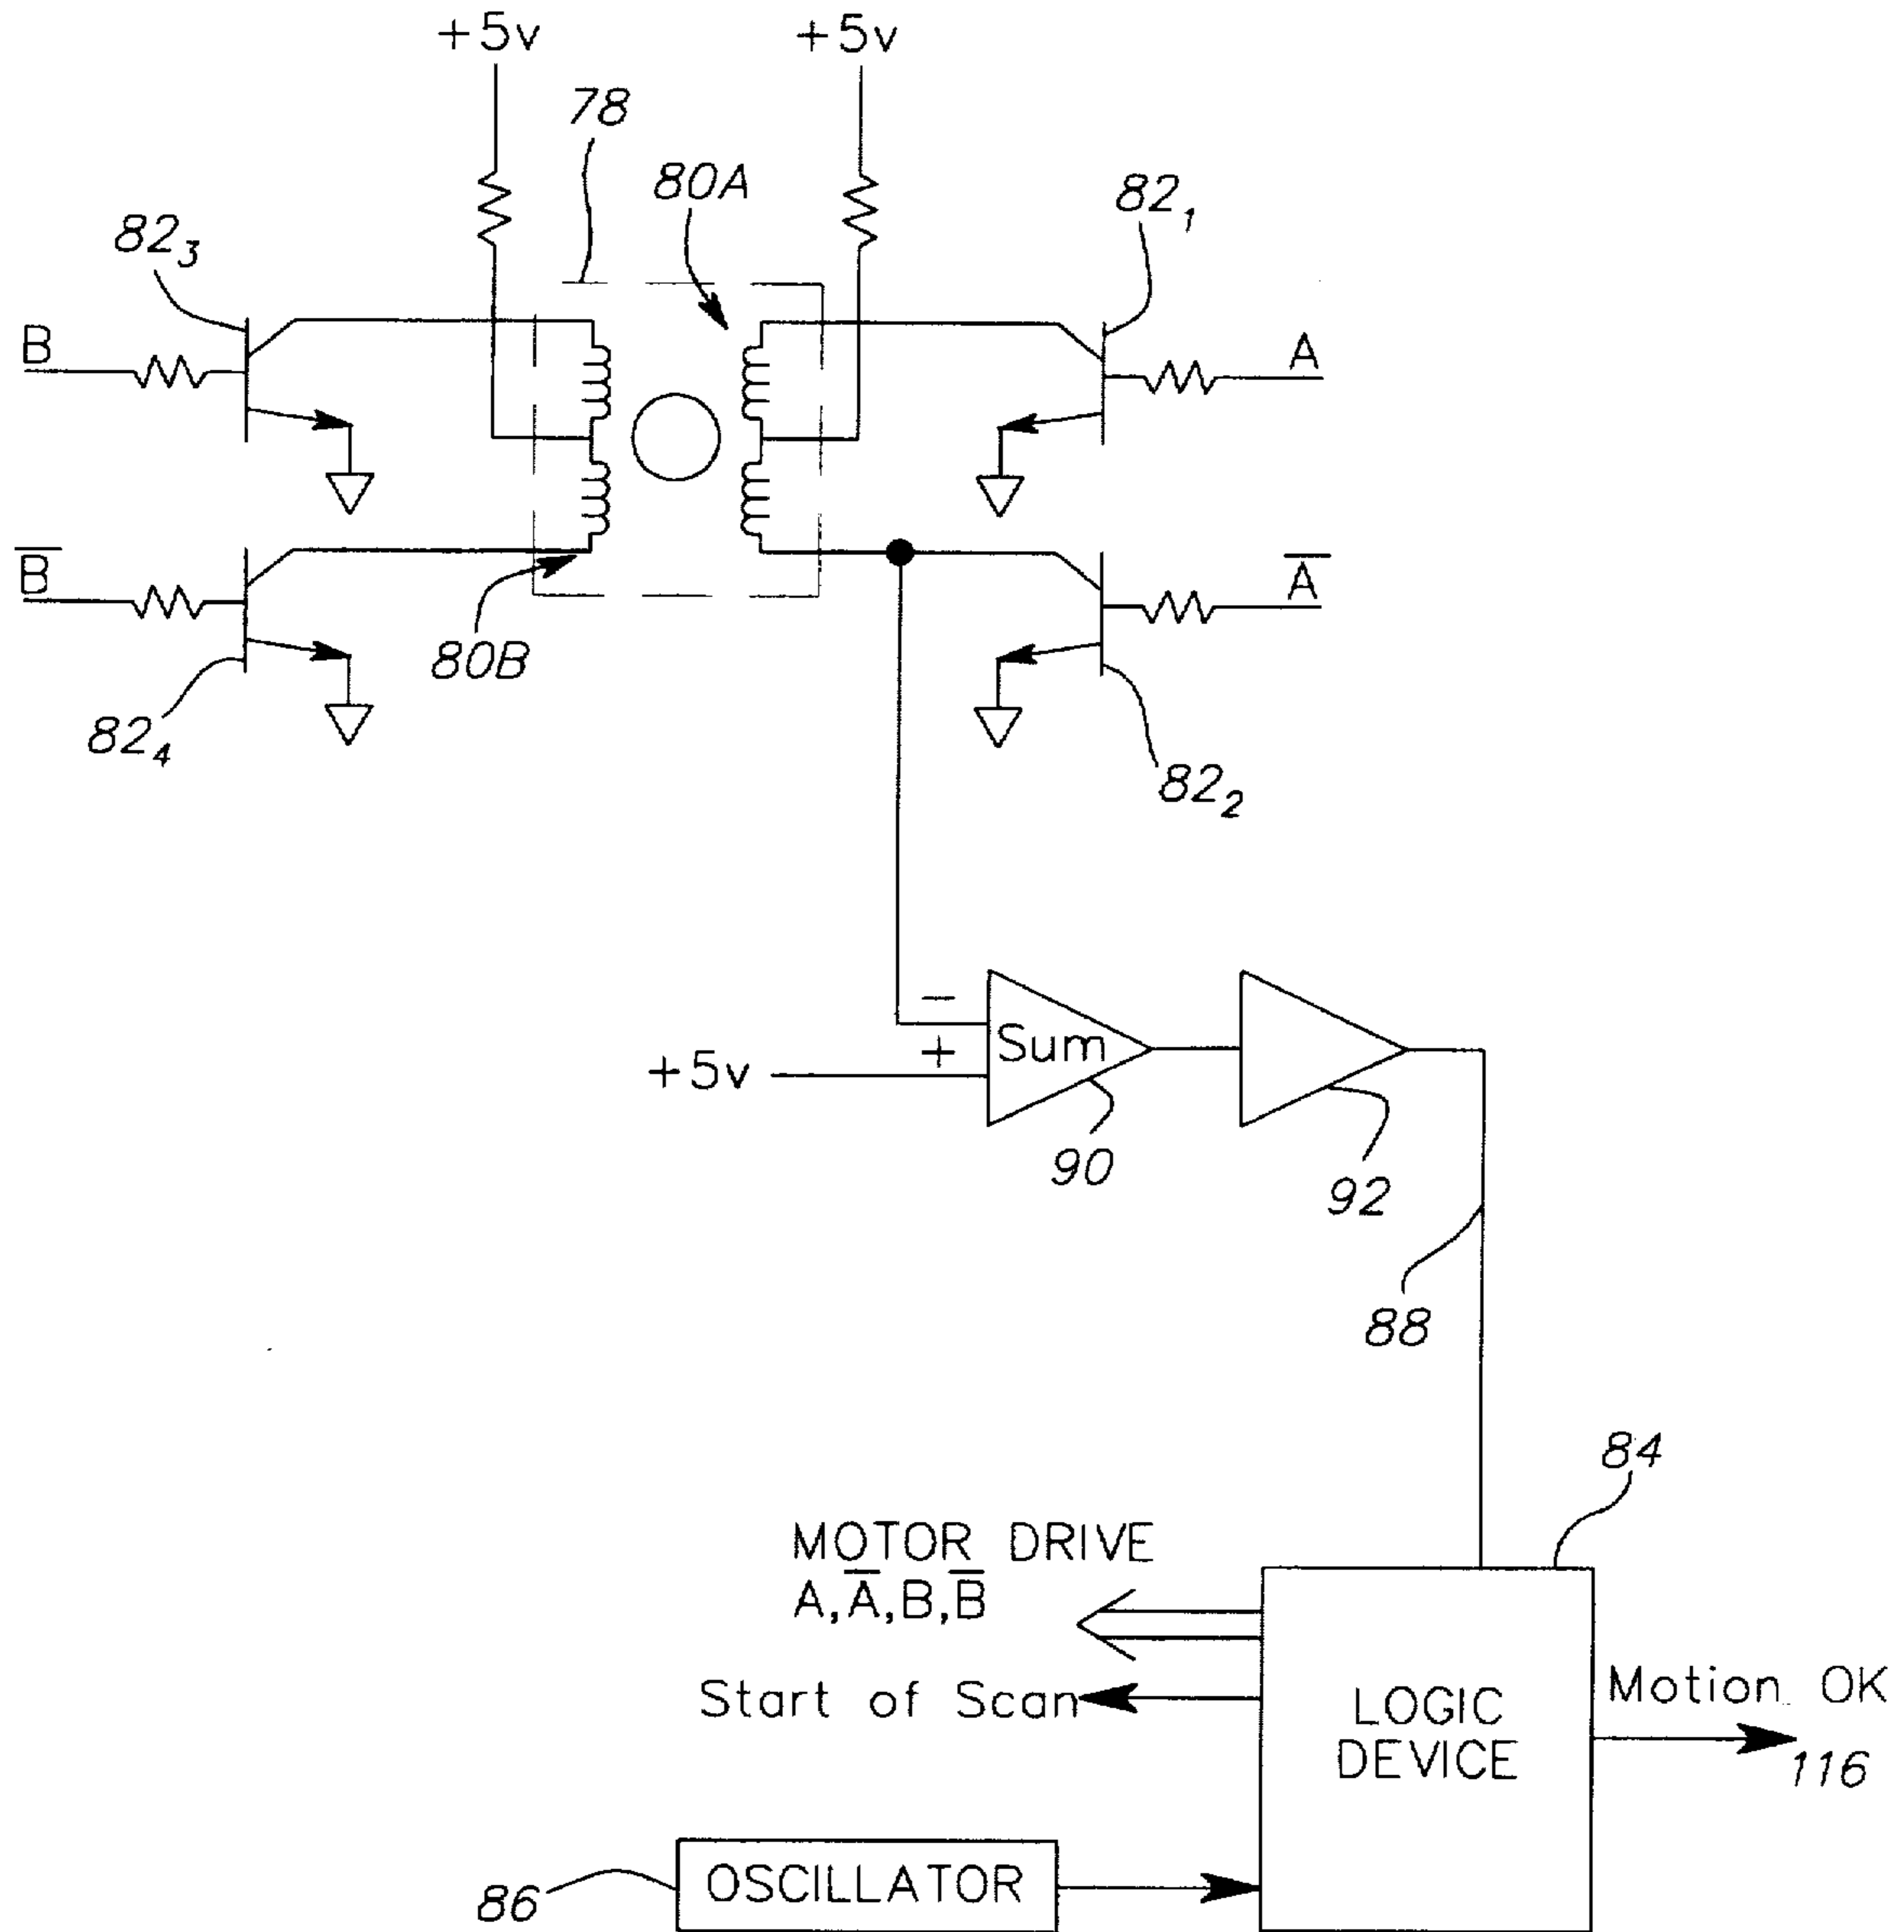 +5v
+5v
78
80A
82₁
82₃
B
A
B̅
A̅
80B
82₄
82₂
−
+
Sum
+5v
90
92
88
84
MOTOR DRIVE
A,A̅,B,B̅
Start of Scan
LOGIC
DEVICE
Motion OK
116
OSCILLATOR
86